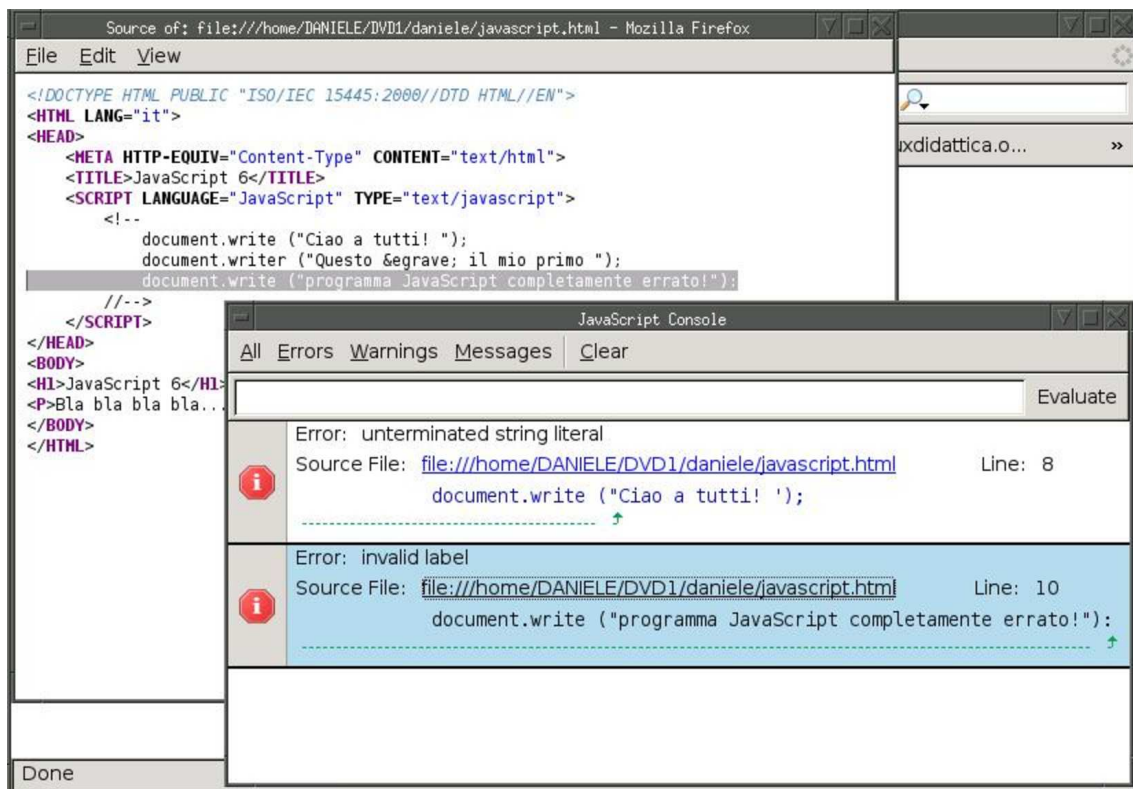 Source of: file:///home/DANIELE/DVD1/daniele/javascript.html - Mozilla Firefox
File Edit View
<!DOCTYPE HTML PUBLIC "ISO/IEC 15445:2000//DTD HTML//EN">
<HTML LANG="it">
<HEAD>
<META HTTP-EQUIV="Content-Type" CONTENT="text/html">
<TITLE>JavaScript 6</TITLE>
<SCRIPT LANGUAGE="JavaScript" TYPE="text/javascript">
<!--
document.write ("Ciao a tutti! ");
document.writer ("Questo &egrave; il mio primo ");
document.write ("programma JavaScript completamente errato!"):
//-->
</SCRIPT>
</HEAD>
<BODY>
<H1>JavaScript 6</H1>
<P>Bla bla bla bla...
</BODY>
</HTML>
uxdidattica.o... »
JavaScript Console
All Errors Warnings Messages Clear
Evaluate
Error: unterminated string literal
Source File: file:///home/DANIELE/DVD1/daniele/javascript.html Line: 8
document.write ("Ciao a tutti! ');
Error: invalid label
Source File: file:///home/DANIELE/DVD1/daniele/javascript.html Line: 10
document.write ("programma JavaScript completamente errato!"):
Done